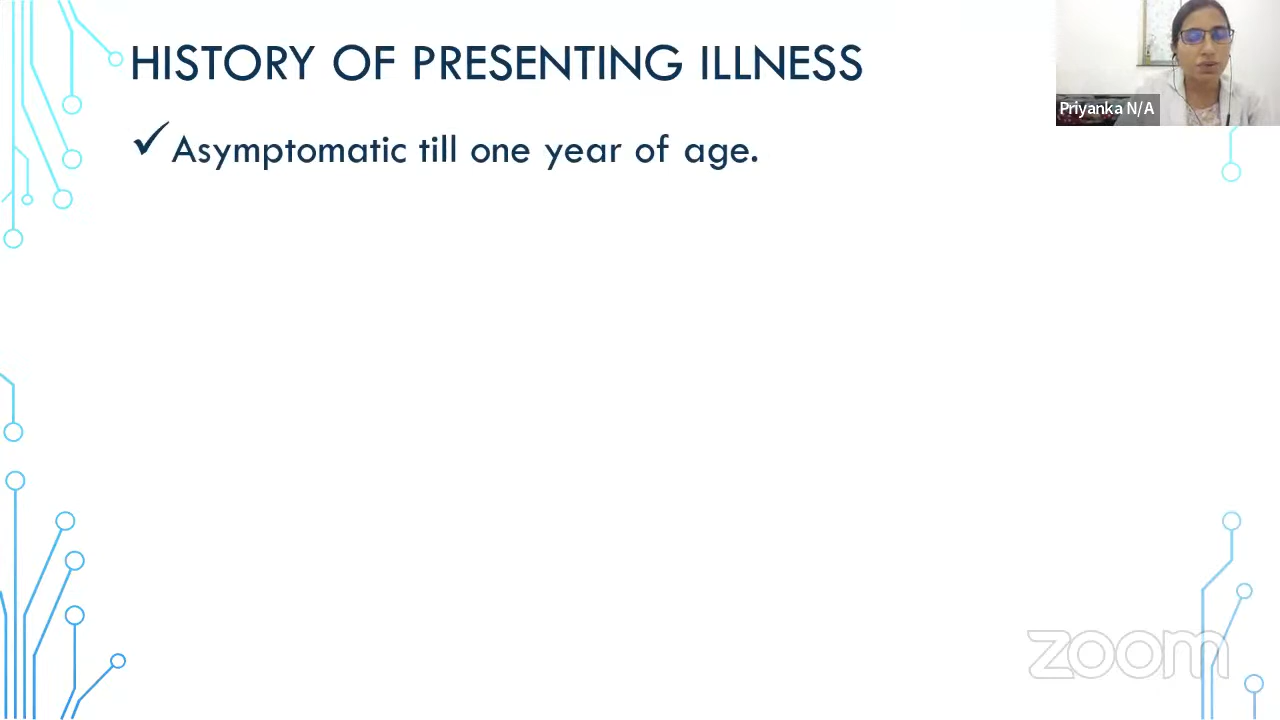 HISTORY OF PRESENTING ILLNESS
Priyanka N/A
✓Asymptomatic till one year of age.
zoom